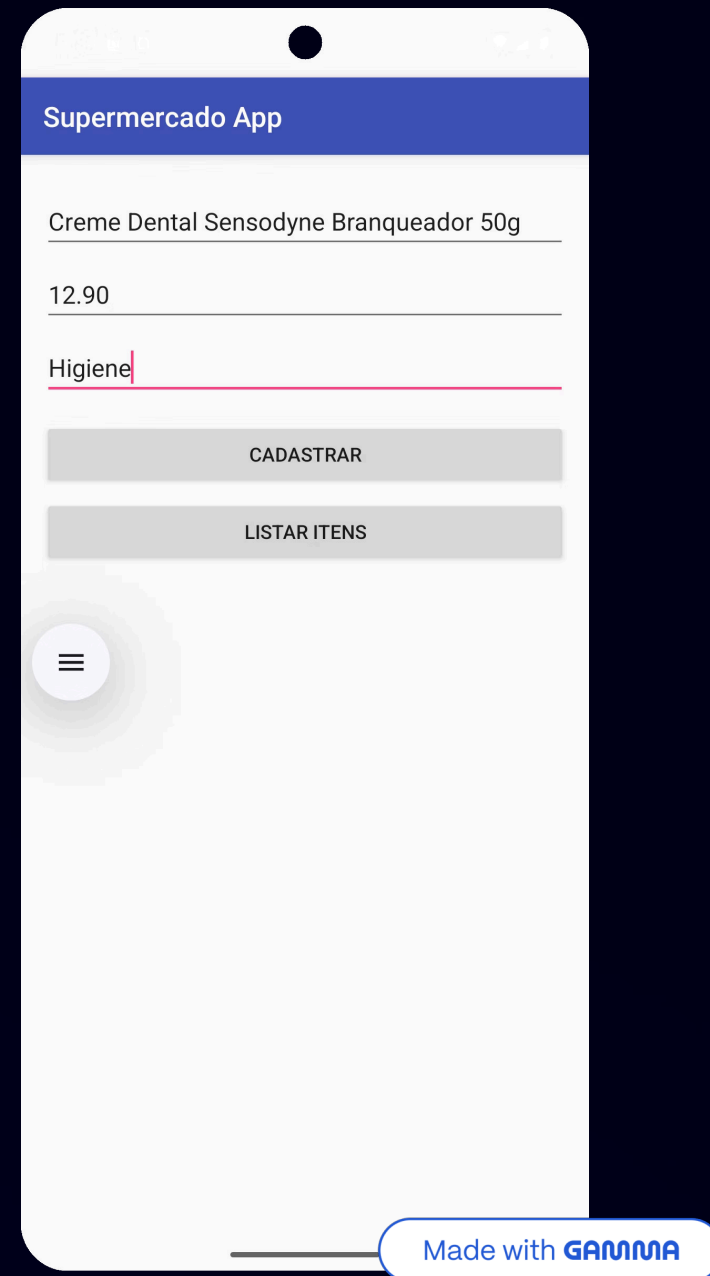 Supermercado App
Creme Dental Sensodyne Branqueador 50g
12.90
Higiene
CADASTRAR
LISTAR ITENS
Made with GAMMA